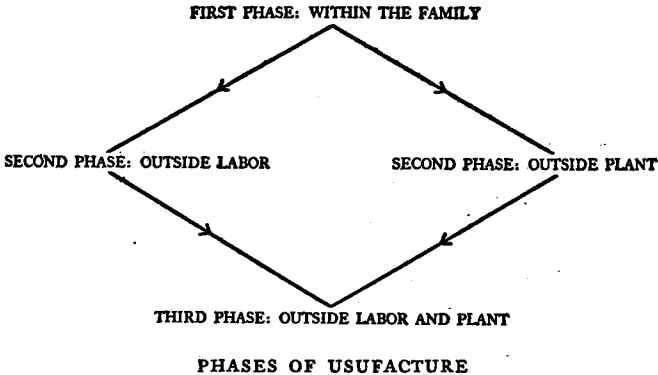 FIRST PHASE: WITHIN THE FAMILY
SECOND PHASE: OUTSIDE LABOR
SECOND PHASE: OUTSIDE PLANT
THIRD PHASE: OUTSIDE LABOR AND PLANT
PHASES OF USUFACTURE